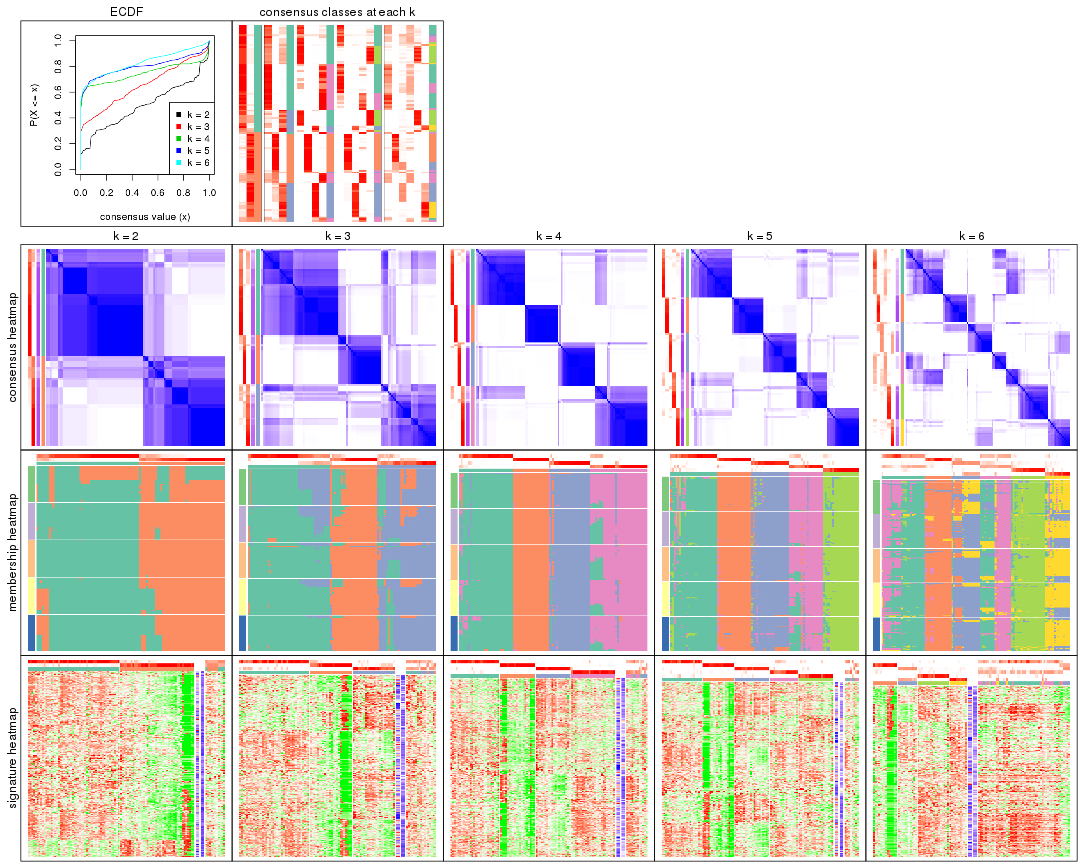 ECDF
consensus classes at each k
P(X <= x)
0.0 0.2 0.4 0.6 0.8 1.0
k = 2
k = 3
k = 4
k = 5
k = 6
0.0 0.2 0.4 0.6 0.8 1.0
consensus value (x)
k = 2
k = 3
k = 4
k = 5
k = 6
consensus heatmap
membership heatmap
signature heatmap